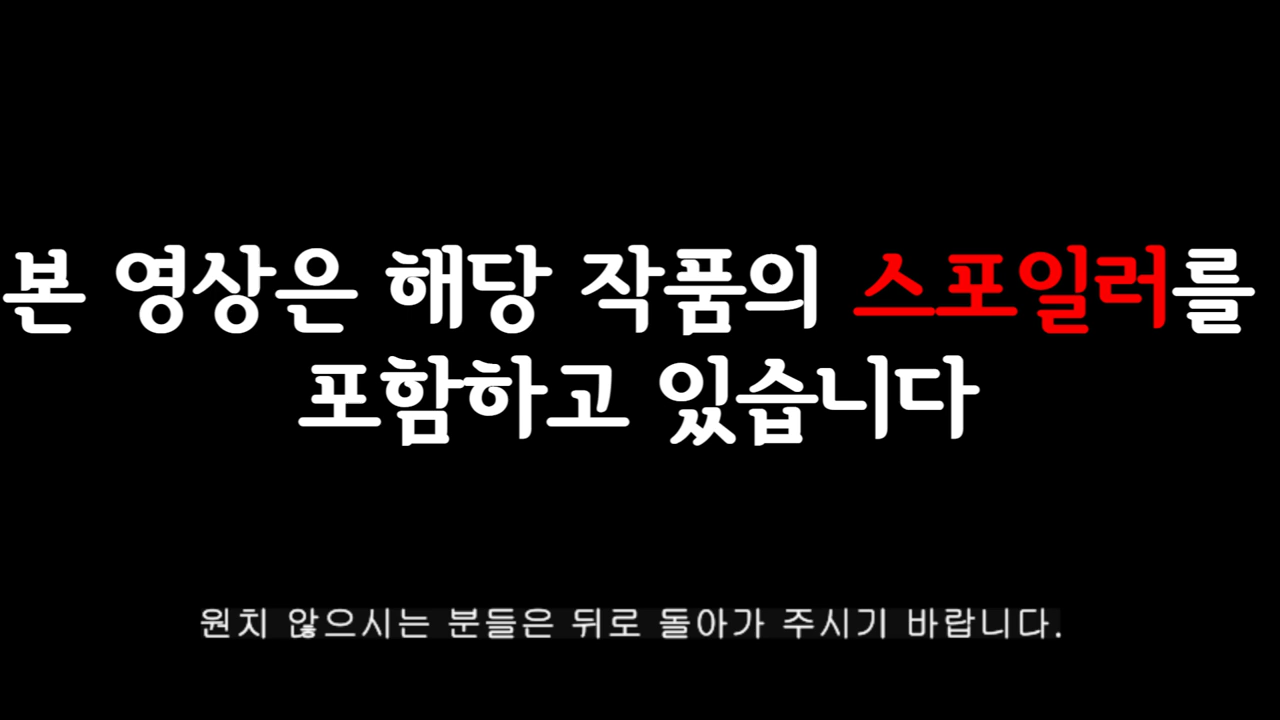 본 영상은 해당 작품의 스포일러를
포함하고 있습니다
원치 않으시는 분들은 뒤로 돌아가 주시기 바랍니다.